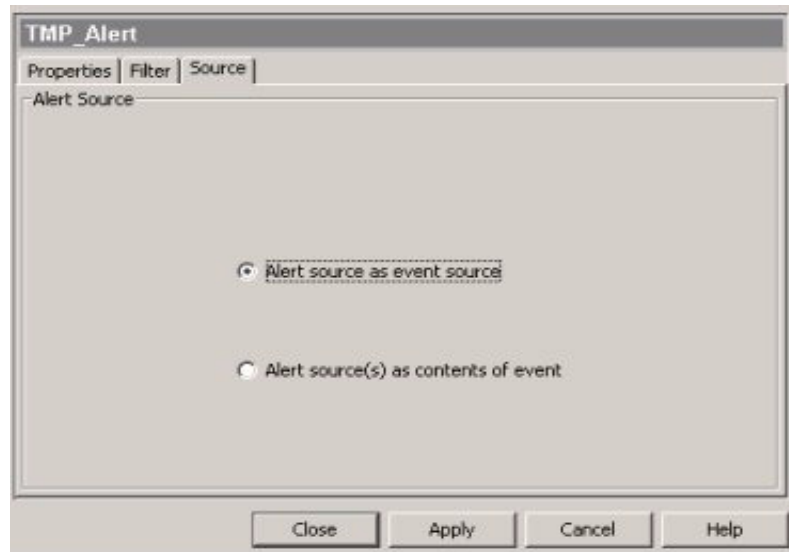 TMP_Alert
Properties Filter Source
Alert Source
Alert source as event source
Alert source(s) as contents of event
Close Apply Cancel Help